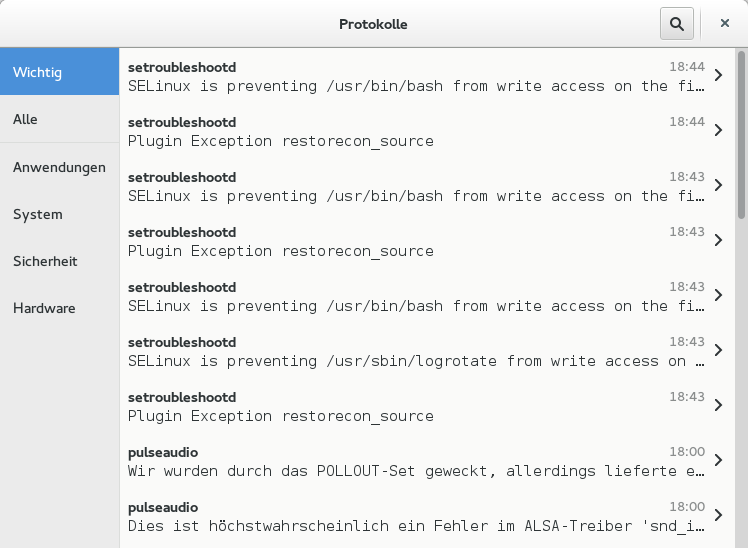 Protokolle
Wichtig
Alle
Anwendungen
System
Sicherheit
Hardware
setroubleshootd 18:44
SELinux is preventing /usr/bin/bash from write access on the fi…
setroubleshootd 18:44
Plugin Exception restorecon_source
setroubleshootd 18:43
SELinux is preventing /usr/bin/bash from write access on the fi…
setroubleshootd 18:43
Plugin Exception restorecon_source
setroubleshootd 18:43
SELinux is preventing /usr/bin/bash from write access on the fi…
setroubleshootd 18:43
SELinux is preventing /usr/sbin/logrotate from write access on …
setroubleshootd 18:43
Plugin Exception restorecon_source
pulseaudio 18:00
Wir wurden durch das POLLOUT-Set geweckt, allerdings lieferte e…
pulseaudio 18:00
Dies ist höchstwahrscheinlich ein Fehler im ALSA-Treiber 'snd_i…